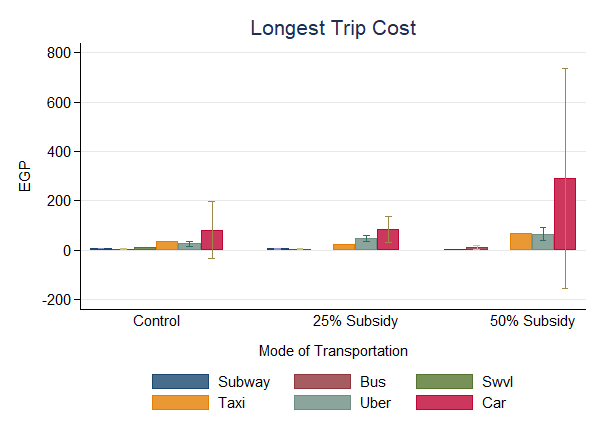 Longest Trip Cost
800
600
400
200
0
-200
EGP
Control 25% Subsidy 50% Subsidy
Mode of Transportation
Subway Bus Swvl
Taxi Uber Car